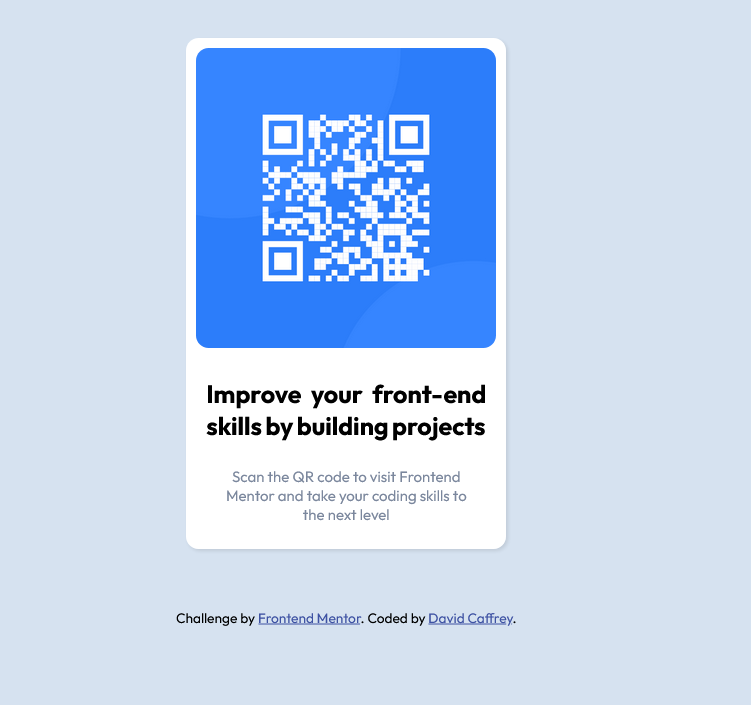 Improve your front-end
skills by building projects
Scan the QR code to visit Frontend
Mentor and take your coding skills to
the next level
Challenge by Frontend Mentor. Coded by David Caffrey.